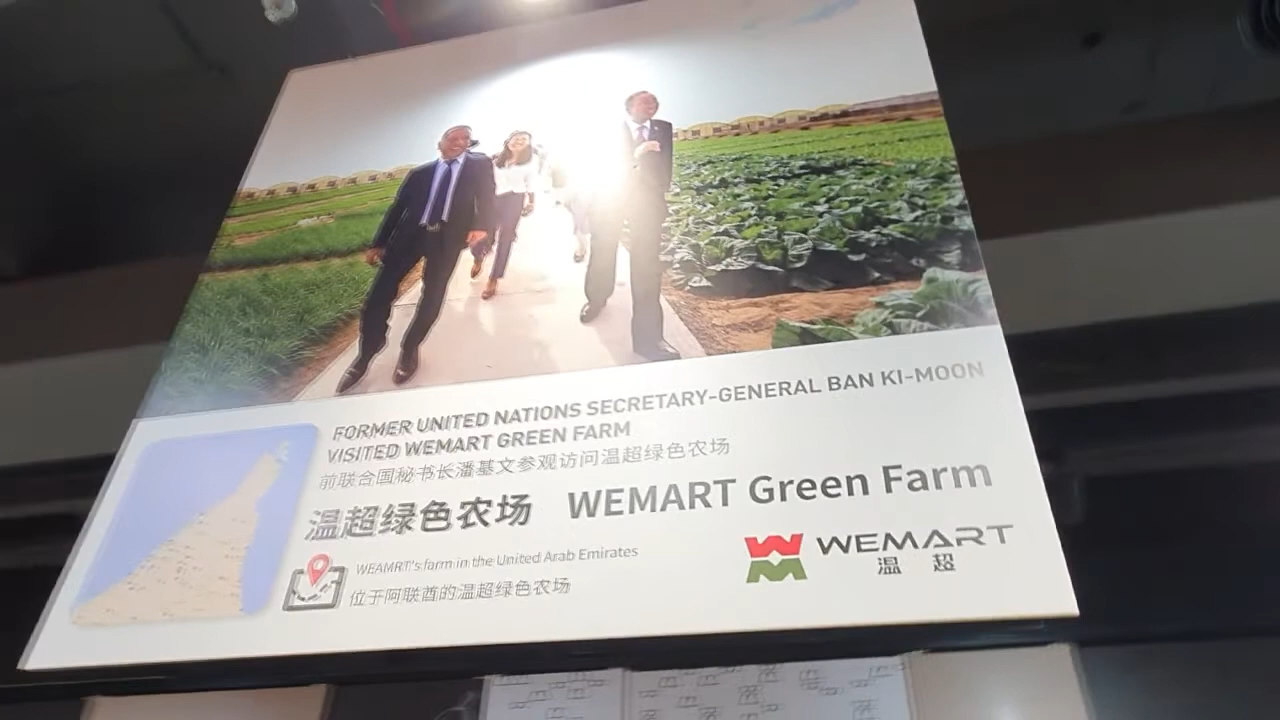 FORMER UNITED NATIONS SECRETARY-GENERAL BAN KI-MOON
VISITED WEMART GREEN FARM
前联合国秘书长潘基文参观访问温超绿色农场
温超绿色农场 WEMART Green Farm
WEAMRT's farm in the United Arab Emirates
位于阿联酋的温超绿色农场
WEMART
温超